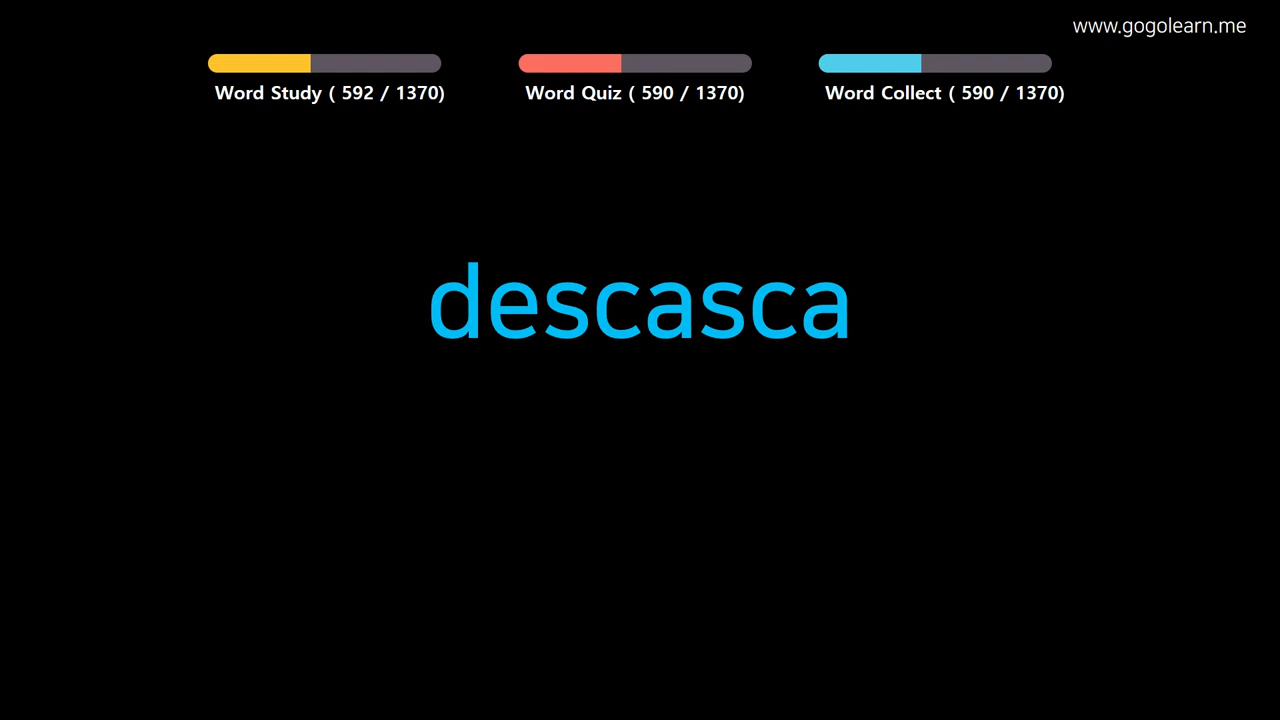 www.gogolearn.me
Word Study ( 592 / 1370)
Word Quiz ( 590 / 1370)
Word Collect ( 590 / 1370)
descasca